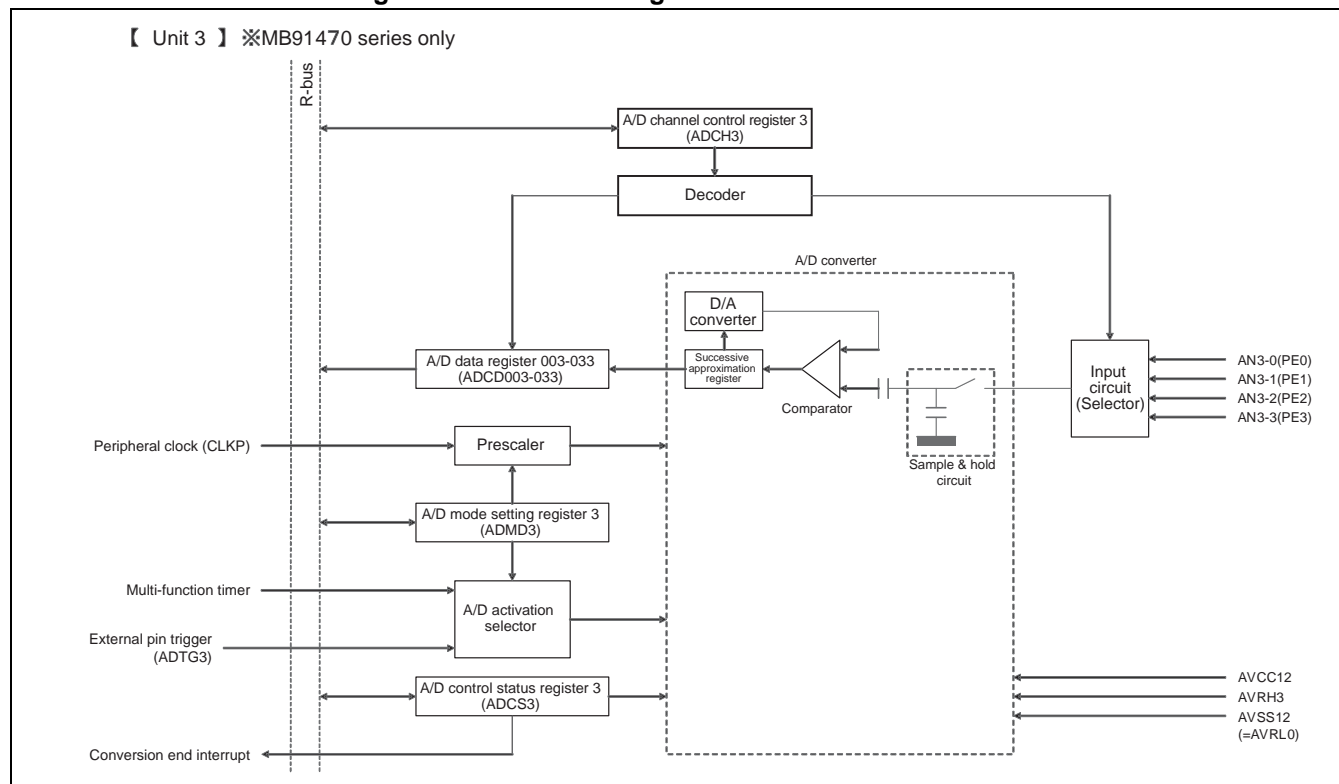 【 Unit 3 】 ※MB91470 series only
R-bus
A/D channel control register 3
(ADCH3)
Decoder
A/D converter
D/A
converter
A/D data register 003-033
(ADCD003-033)
Successive
approximation
register
Comparator
Sample & hold
circuit
Input
circuit
(Selector)
AN3-0(PE0)
AN3-1(PE1)
AN3-2(PE2)
AN3-3(PE3)
Peripheral clock (CLKP)
Prescaler
A/D mode setting register 3
(ADMD3)
Multi-function timer
A/D activation
selector
External pin trigger
(ADTG3)
A/D control status register 3
(ADCS3)
Conversion end interrupt
AVCC12
AVRH3
AVSS12
(=AVRL0)